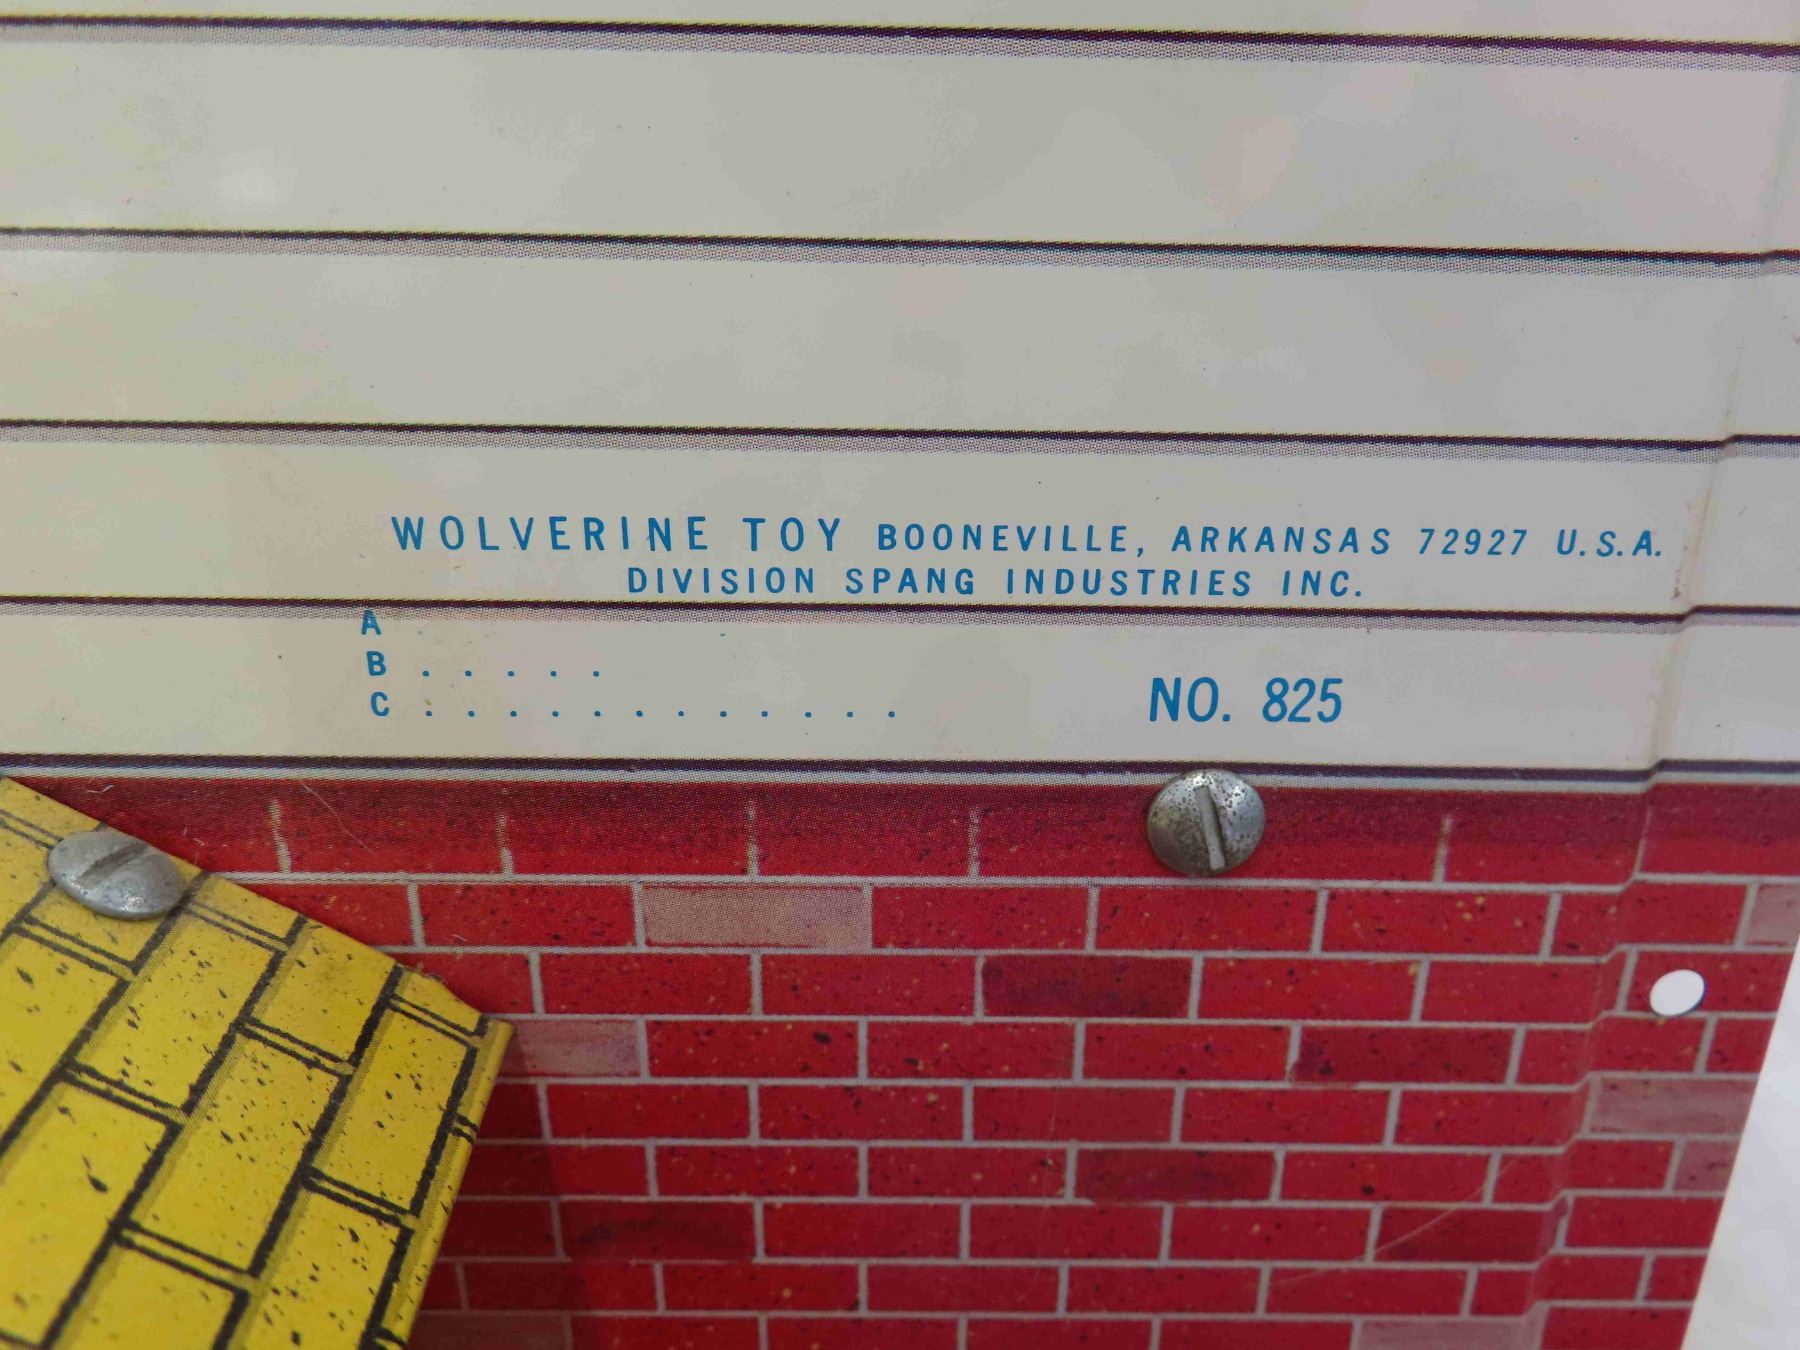 WOLVERINE TOY BOONEVILLE, ARKANSAS 72927 U.S.A.
DIVISION SPANG INDUSTRIES INC.
A .
B . . . . .
C . . . . . . . . . . . .
NO. 825